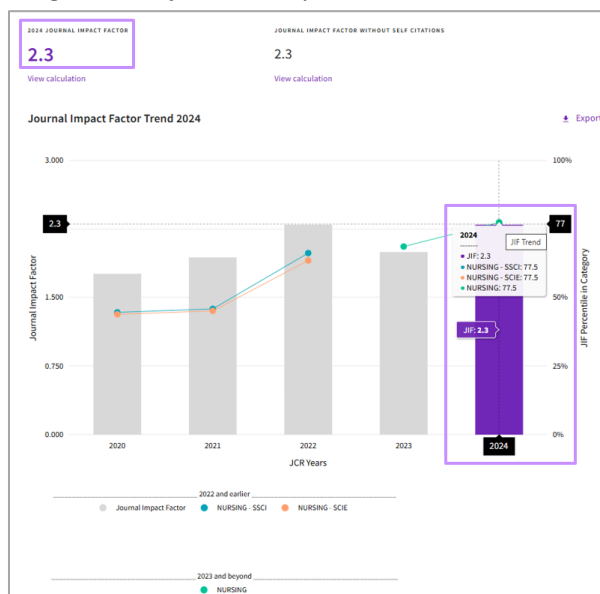 2024 JOURNAL IMPACT FACTOR
JOURNAL IMPACT FACTOR WITHOUT SELF CITATIONS
2.3
2.3
View calculation
View calculation
Journal Impact Factor Trend 2024
Export
3.000
100%
2.3
77
2024
JIF Trend
JIF: 2.3
NURSING - SSCI: 77.5
NURSING - SCIE: 77.5
NURSING: 77.5
Journal Impact Factor
JIF Percentile in Category
1.500
50%
JIF: 2.3
0.750
25%
0.000
0%
2020
2021
2022
2023
2024
JCR Years
2022 and earlier
Journal Impact Factor
NURSING - SSCI
NURSING - SCIE
2023 and beyond
NURSING